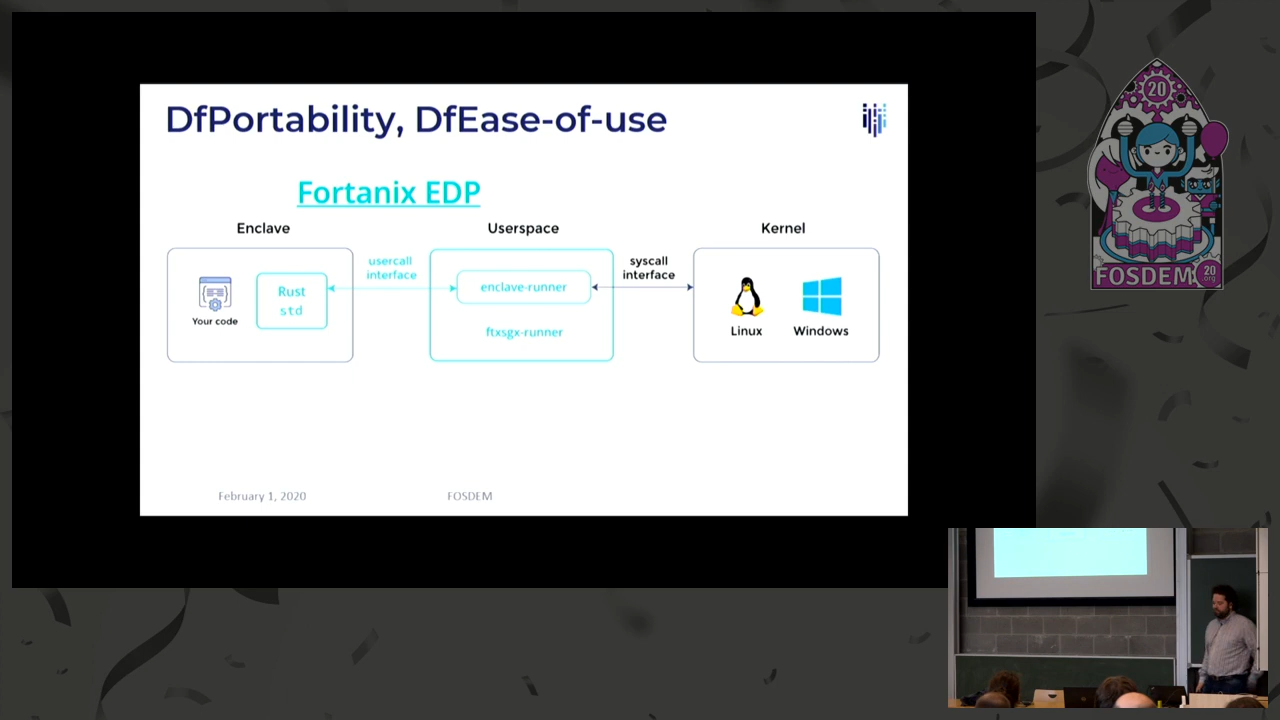 DfPortability, DfEase-of-use
Fortanix EDP
Enclave
Userspace
Kernel
usercall
interface
syscall
interface
Your code
Rust
std
enclave-runner
ftxsgx-runner
Linux
Windows
February 1, 2020
FOSDEM
20
FOSDEM
20
.org